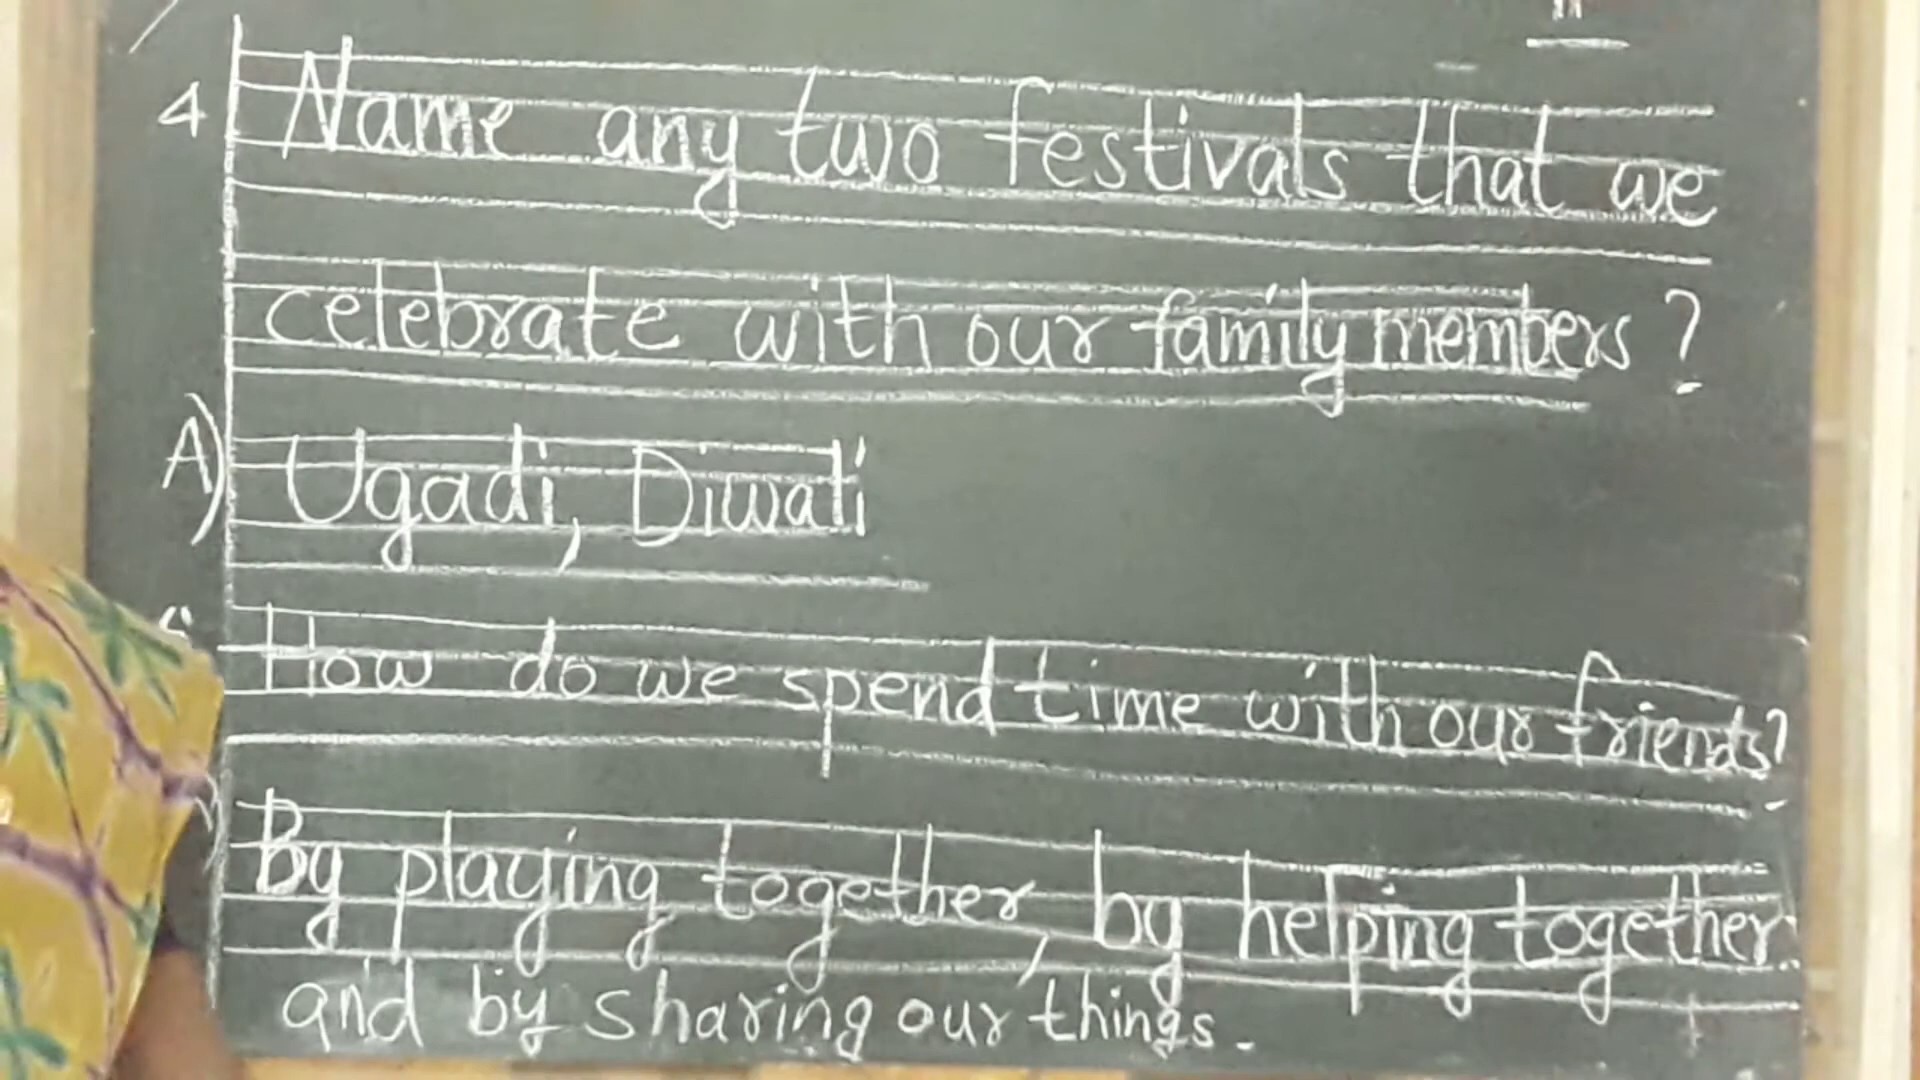 4 Name any two festivals that we
celebrate with our family members?
A) Ugadi, Diwali
How do we spend time with our friends?
By playing together, by helping together
and by sharing our things.